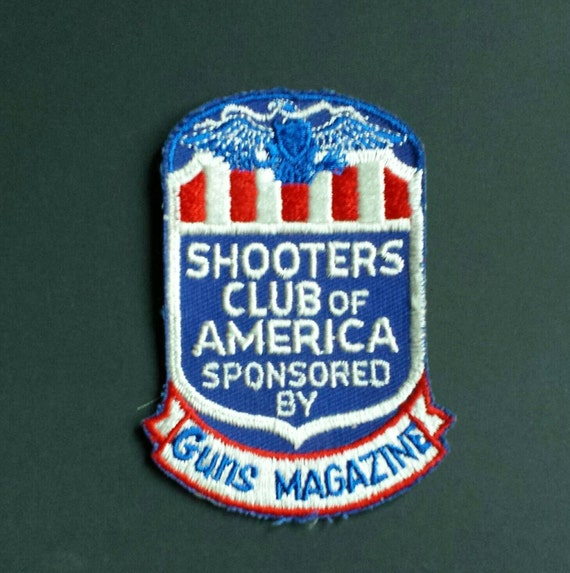 SHOOTERS
CLUB OF
AMERICA
SPONSORED
BY
Guns MAGAZINE